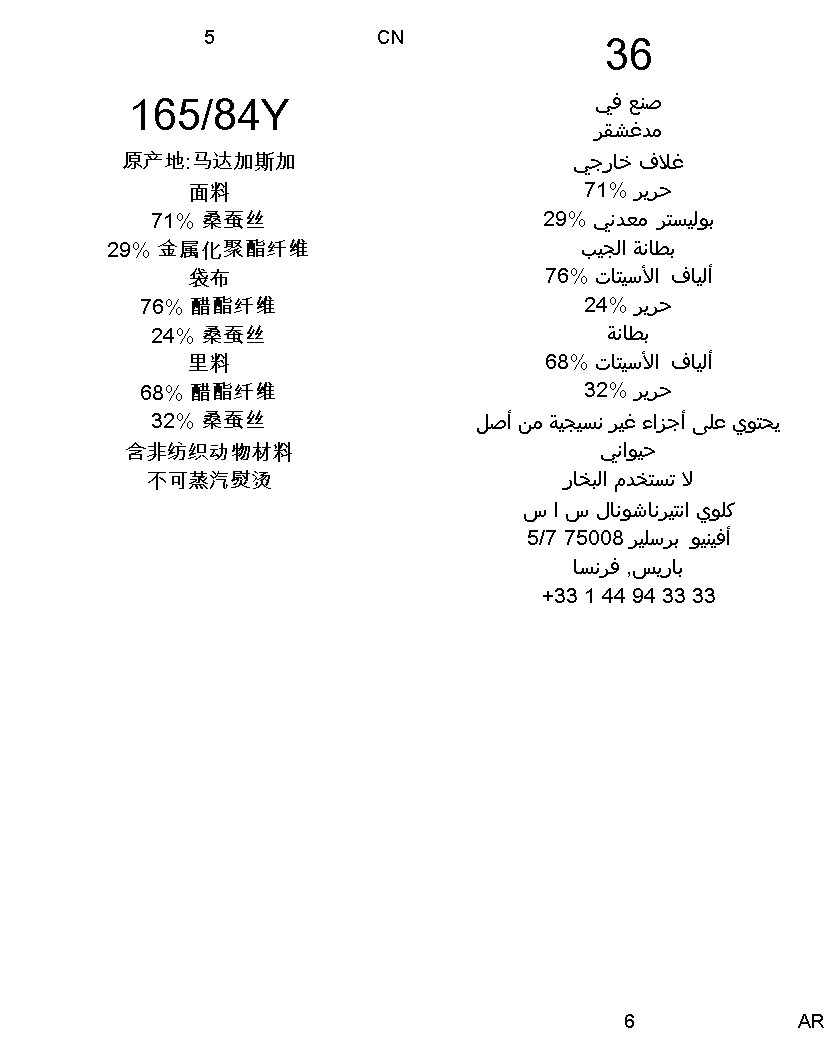 5
CN
165/84Y
原产地:马达加斯加
面料
71% 桑蚕丝
29% 金属化聚酯纤维
袋布
76% 醋酯纤维
24% 桑蚕丝
里料
68% 醋酯纤维
32% 桑蚕丝
含非纺织动物材料
不可蒸汽熨烫
36
صنع في
مدغشقر
غلاف خارجي
حرير %71
بوليستر معدني %29
بطانة الجيب
ألياف الأسيتات %76
حرير %24
بطانة
ألياف الأسيتات %68
حرير %32
يحتوي على أجزاء غير نسيجية من أصل
حيواني
لا تستخدم البخار
كلوي انتيرناشونال س ا س
أفينيو برسلير 75008 5/7
باريس, فرنسا
+33 1 44 94 33 33
6
AR